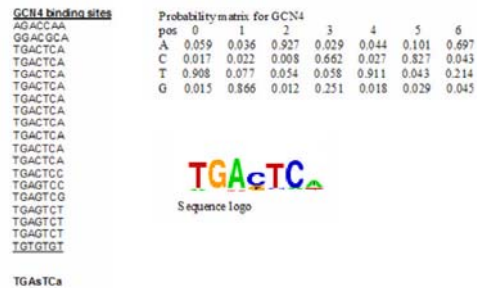 GCN4 binding sites
AGACCAA
GGACGCA
TGACTCA
TGACTCA
TGACTCA
TGACTCA
TGACTCA
TGACTCA
TGACTCA
TGACTCA
TGACTCA
TGACTCA
TGACTCC
TGAGTCC
TGAGTCG
TGAGTCT
TGAGTCT
TGAGTCT
TGTGTGT
TGAsTCa
Probability matrix for GCN4
pos 0 1 2 3 4 5 6
A 0.059 0.036 0.927 0.029 0.044 0.101 0.697
C 0.017 0.022 0.008 0.662 0.027 0.827 0.043
T 0.908 0.077 0.054 0.058 0.911 0.043 0.214
G 0.015 0.866 0.012 0.251 0.018 0.029 0.045
TGAcTCA
Sequence logo